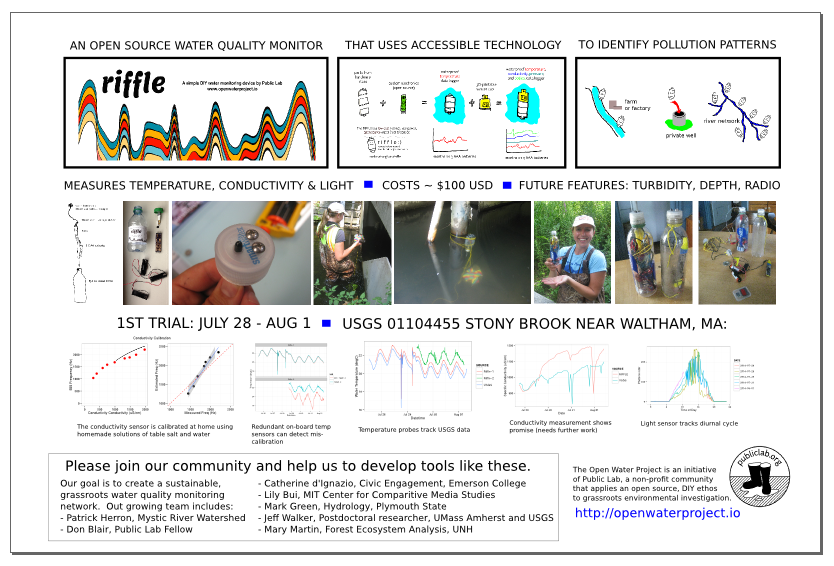 AN OPEN SOURCE WATER QUALITY MONITOR
THAT USES ACCESSIBLE TECHNOLOGY
TO IDENTIFY POLLUTION PATTERNS
riffle
A simple DIY water monitoring device by Public Lab
www.openwaterproject.io
farm
or factory
private well
river network
MEASURES TEMPERATURE, CONDUCTIVITY & LIGHT
COSTS ~ $100 USD
FUTURE FEATURES: TURBIDITY, DEPTH, RADIO
1ST TRIAL: JULY 28 - AUG 1
USGS 01104455 STONY BROOK NEAR WALTHAM, MA:
Conductivity Calibration
The conductivity sensor is calibrated at home using
homemade solutions of table salt and water
Redundant on-board temp
sensors can detect mis-
calibration
Temperature probes track USGS data
Conductivity measurement shows
promise (needs further work)
Light sensor tracks diurnal cycle
Please join our community and help us to develop tools like these.
Our goal is to create a sustainable,
grassroots water quality monitoring
network. Out growing team includes:
- Patrick Herron, Mystic River Watershed
- Don Blair, Public Lab Fellow
- Catherine d'Ignazio, Civic Engagement, Emerson College
- Lily Bui, MIT Center for Comparitive Media Studies
- Mark Green, Hydrology, Plymouth State
- Jeff Walker, Postdoctoral researcher, UMass Amherst and USGS
- Mary Martin, Forest Ecosystem Analysis, UNH
The Open Water Project is an initiative
of Public Lab, a non-profit community
that applies an open source, DIY ethos
to grassroots environmental investigation.
http://openwaterproject.io
publiclab.org